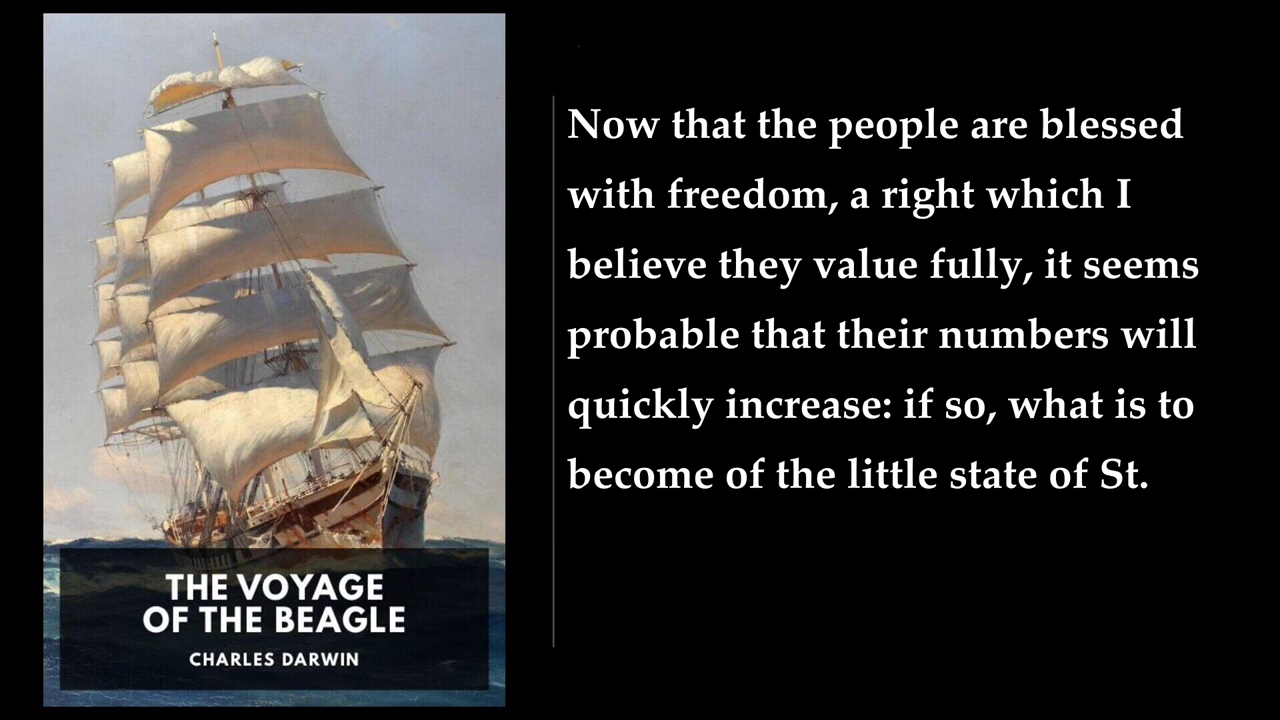 THE VOYAGE
OF THE BEAGLE
CHARLES DARWIN
Now that the people are blessed
with freedom, a right which I
believe they value fully, it seems
probable that their numbers will
quickly increase: if so, what is to
become of the little state of St.